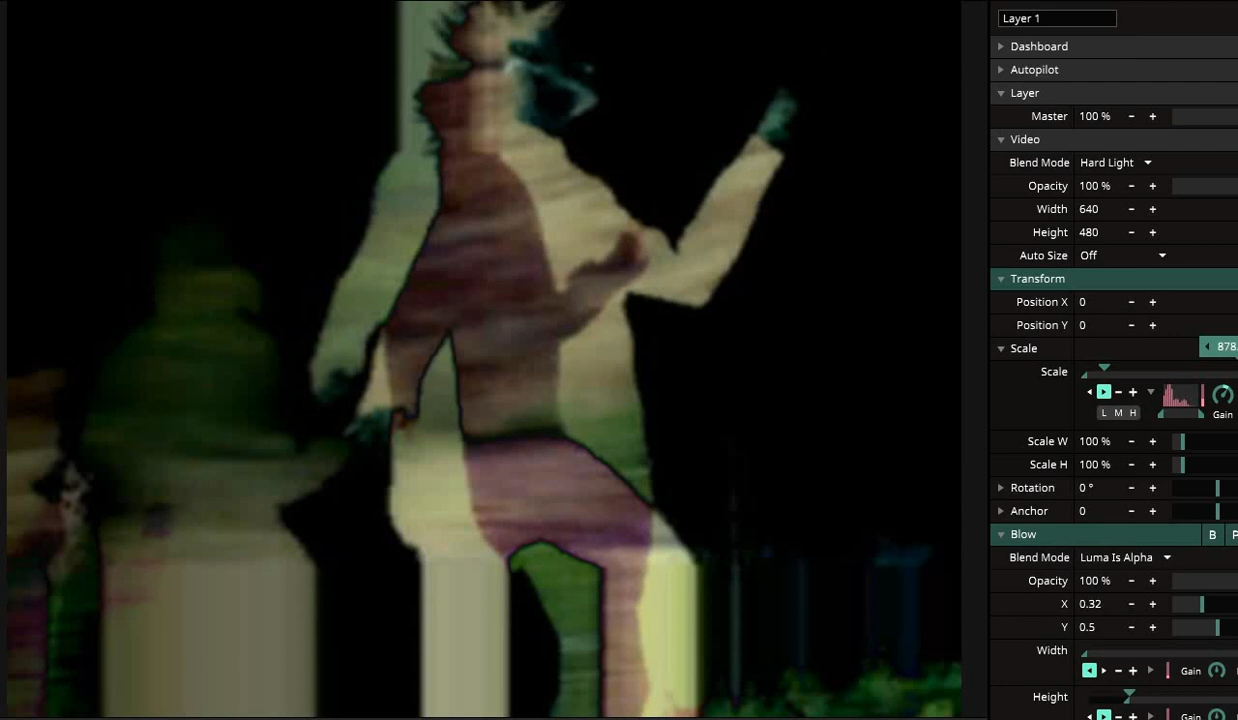 Layer 1
Dashboard
Autopilot
Layer
Master 100 % - +
Video
Blend Mode Hard Light
Opacity 100 % - +
Width 640 - +
Height 480 - +
Auto Size Off
Transform
Position X 0 - +
Position Y 0 - +
Scale 878.
Scale
- +
Gain
L M H
Scale W 100 % - +
Scale H 100 % - +
Rotation 0 ° - +
Anchor 0 - +
Blow B
Blend Mode Luma Is Alpha
Opacity 100 % - +
X 0.32 - +
Y 0.5 - +
Width
- + Gain
Height
- + Gain